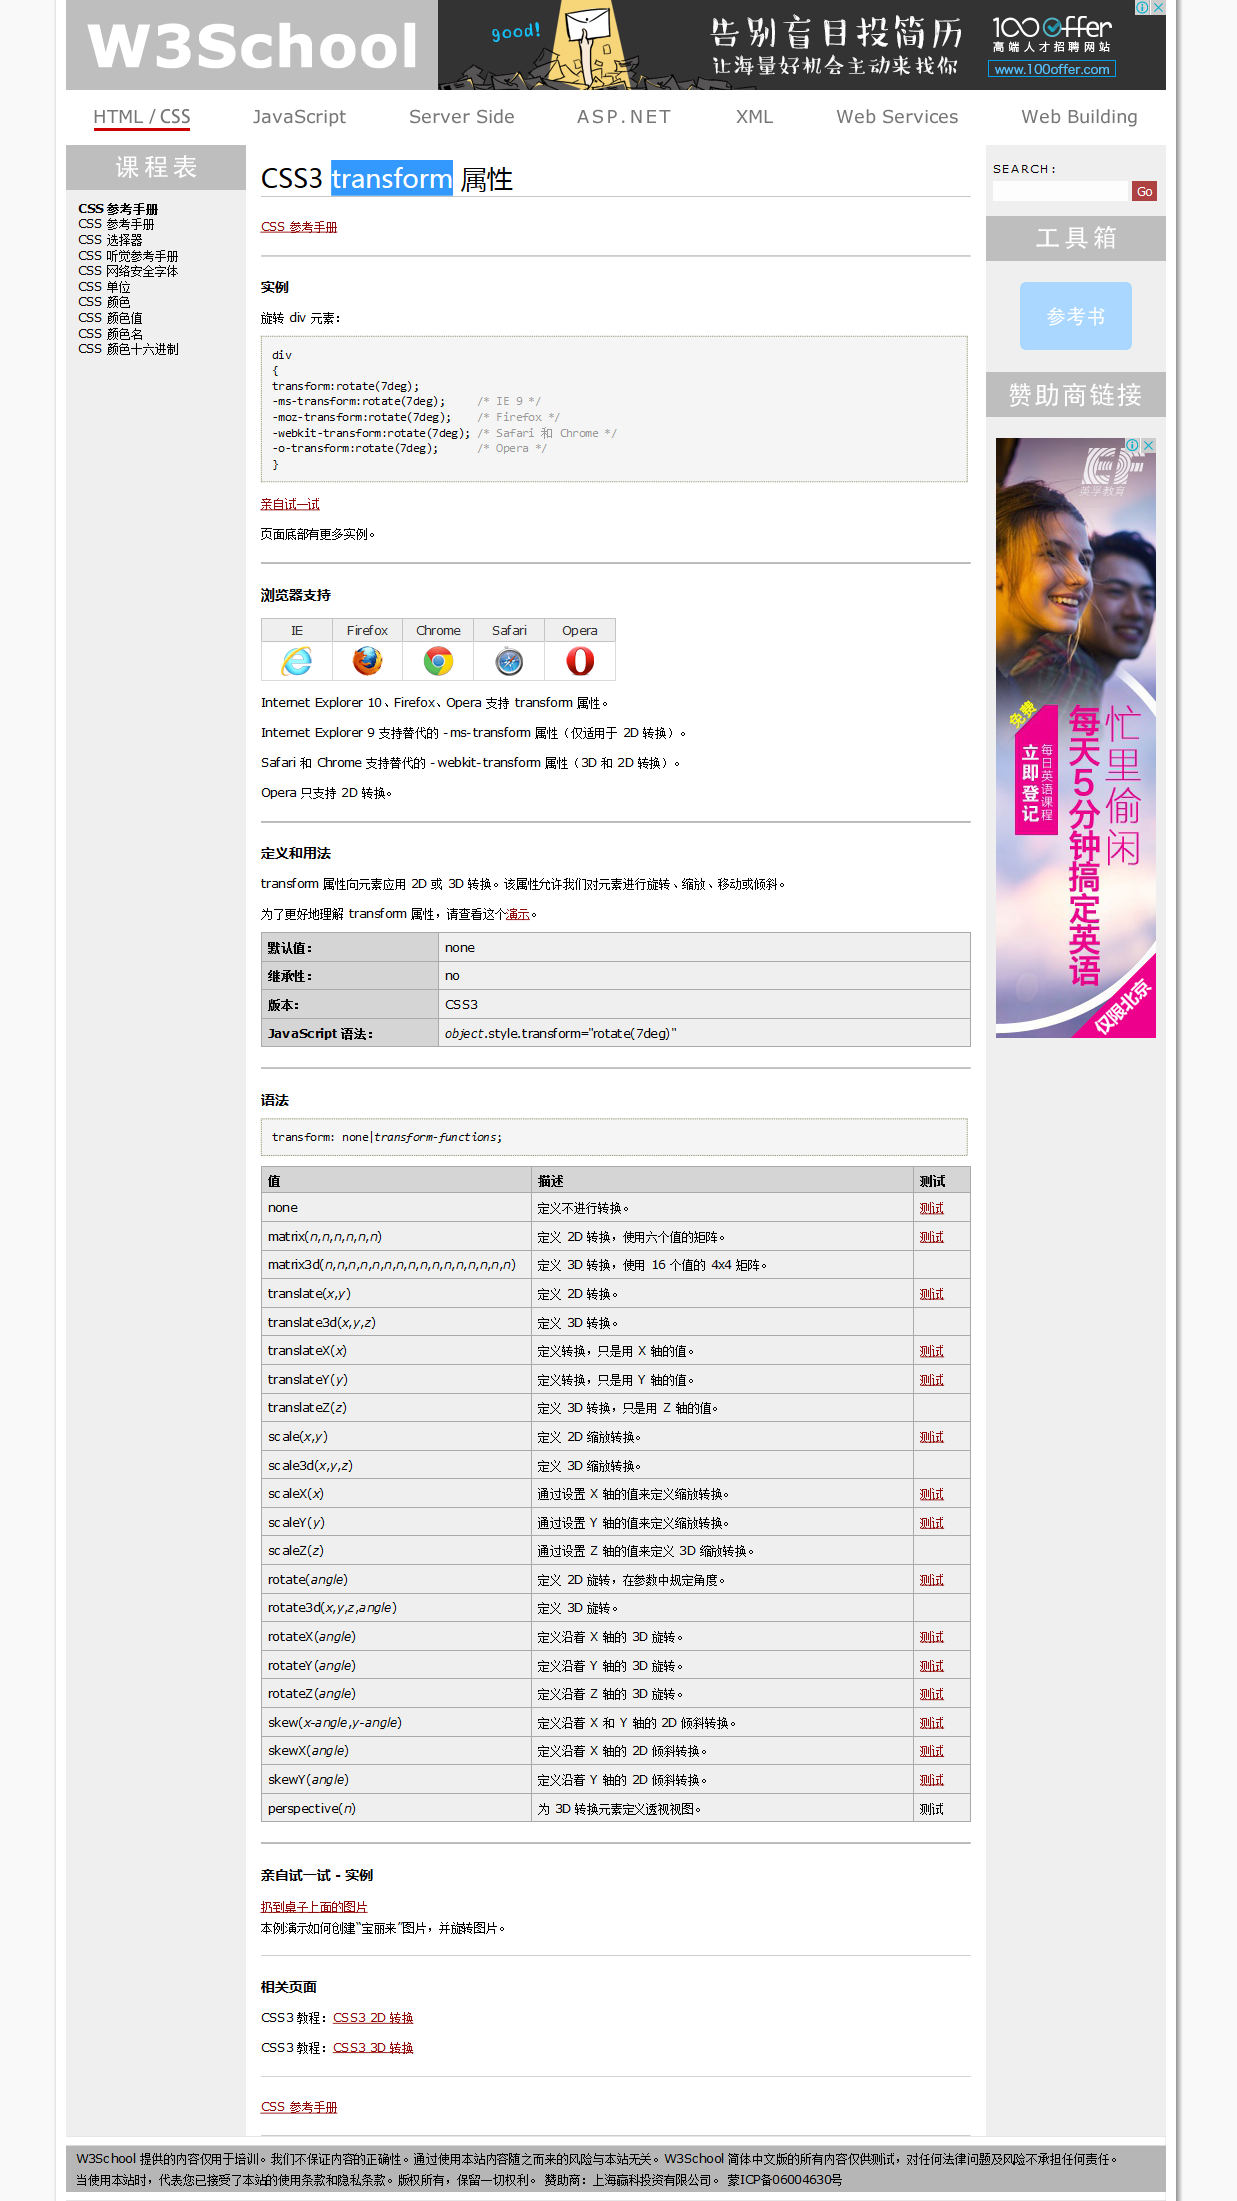 W3School
good!
告别盲目投简历
让海量好机会主动来找你
100offer
高端人才招聘网站
www.100offer.com
HTML / CSS
JavaScript
Server Side
ASP.NET
XML
Web Services
Web Building
课程表
CSS 参考手册
CSS 参考手册
CSS 选择器
CSS 听觉参考手册
CSS 网络安全字体
CSS 单位
CSS 颜色
CSS 颜色值
CSS 颜色名
CSS 颜色十六进制
CSS3 transform 属性
CSS 参考手册
实例
旋转 div 元素：
div
{
transform:rotate(7deg);
-ms-transform:rotate(7deg);     /* IE 9 */
-moz-transform:rotate(7deg);    /* Firefox */
-webkit-transform:rotate(7deg); /* Safari 和 Chrome */
-o-transform:rotate(7deg);      /* Opera */
}
亲自试一试
页面底部有更多实例。
浏览器支持
IE Firefox Chrome Safari Opera
Internet Explorer 10、Firefox、Opera 支持 transform 属性。
Internet Explorer 9 支持替代的 -ms-transform 属性（仅适用于 2D 转换）。
Safari 和 Chrome 支持替代的 -webkit-transform 属性（3D 和 2D 转换）。
Opera 只支持 2D 转换。
定义和用法
transform 属性向元素应用 2D 或 3D 转换。该属性允许我们对元素进行旋转、缩放、移动或倾斜。
为了更好地理解 transform 属性，请查看这个演示。
默认值： none
继承性： no
版本： CSS3
JavaScript 语法： object.style.transform="rotate(7deg)"
语法
transform: none|transform-functions;
值 描述 测试
none 定义不进行转换。 测试
matrix(n,n,n,n,n,n) 定义 2D 转换，使用六个值的矩阵。 测试
matrix3d(n,n,n,n,n,n,n,n,n,n,n,n,n,n,n,n) 定义 3D 转换，使用 16 个值的 4x4 矩阵。
translate(x,y) 定义 2D 转换。 测试
translate3d(x,y,z) 定义 3D 转换。
translateX(x) 定义转换，只是用 X 轴的值。 测试
translateY(y) 定义转换，只是用 Y 轴的值。 测试
translateZ(z) 定义 3D 转换，只是用 Z 轴的值。
scale(x,y) 定义 2D 缩放转换。 测试
scale3d(x,y,z) 定义 3D 缩放转换。
scaleX(x) 通过设置 X 轴的值来定义缩放转换。 测试
scaleY(y) 通过设置 Y 轴的值来定义缩放转换。 测试
scaleZ(z) 通过设置 Z 轴的值来定义 3D 缩放转换。
rotate(angle) 定义 2D 旋转，在参数中规定角度。 测试
rotate3d(x,y,z,angle) 定义 3D 旋转。
rotateX(angle) 定义沿着 X 轴的 3D 旋转。 测试
rotateY(angle) 定义沿着 Y 轴的 3D 旋转。 测试
rotateZ(angle) 定义沿着 Z 轴的 3D 旋转。 测试
skew(x-angle,y-angle) 定义沿着 X 和 Y 轴的 2D 倾斜转换。 测试
skewX(angle) 定义沿着 X 轴的 2D 倾斜转换。 测试
skewY(angle) 定义沿着 Y 轴的 2D 倾斜转换。 测试
perspective(n) 为 3D 转换元素定义透视视图。 测试
亲自试一试 - 实例
扔到桌子上面的图片
本例演示如何创建“宝丽来”图片，并旋转图片。
相关页面
CSS3 教程：CSS3 2D 转换
CSS3 教程：CSS3 3D 转换
CSS 参考手册
SEARCH:
Go
工具箱
参考书
赞助商链接
EF
英孚教育
忙里偷闲
每天5分钟搞定英语
免费
每日英语课程
立即登记
仅限北京
W3School 提供的内容仅用于培训。我们不保证内容的正确性。通过使用本站内容随之而来的风险与本站无关。W3School 简体中文版的所有内容仅供测试，对任何法律问题及风险不承担任何责任。
当使用本站时，代表您已接受了本站的使用条款和隐私条款。版权所有，保留一切权利。 赞助商：上海赢科投资有限公司。 蒙ICP备06004630号